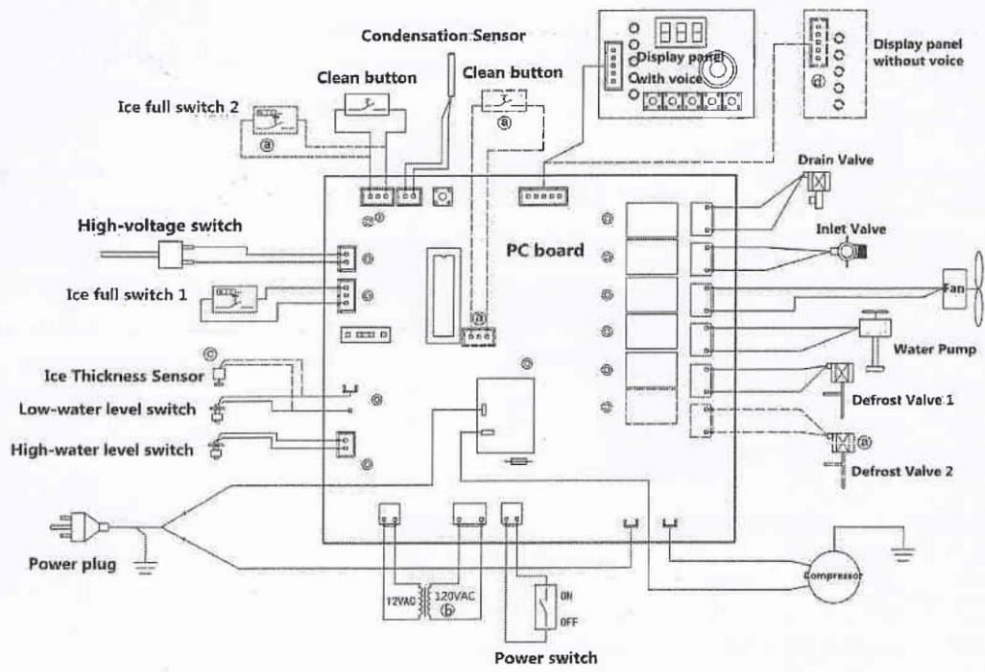 Condensation Sensor
Clean button
Clean button
Ice full switch 2
ⓐ
ⓐ
Display panel
with voice
ⓓ
Display panel
without voice
Drain Valve
High-voltage switch
PC board
Inlet Valve
Ice full switch 1
Fan
ⓐ
Water Pump
ⓒ
Ice Thickness Sensor
Low-water level switch
Defrost Valve 1
High-water level switch
ⓐ
Defrost Valve 2
Power plug
Compressor
12VAC
120VAC
ⓑ
ON
OFF
Power switch